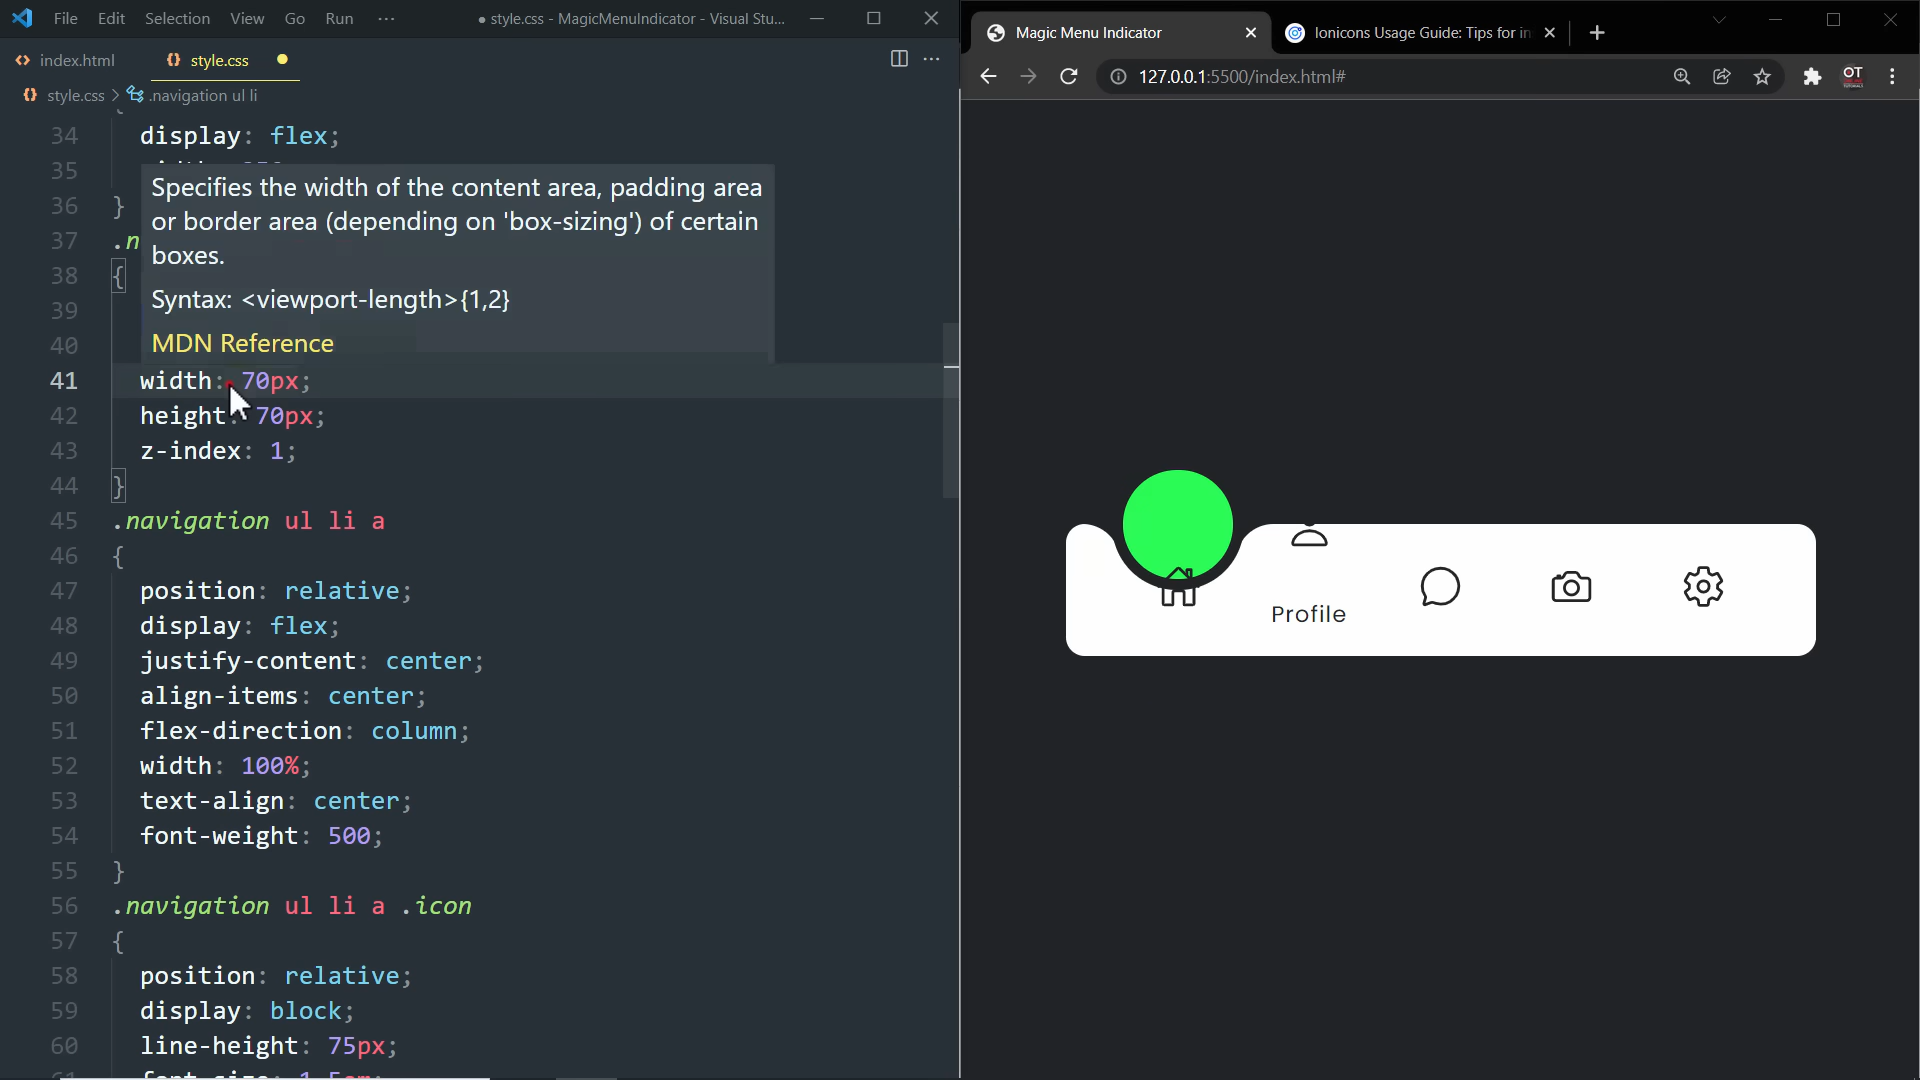 File Edit Selection View Go Run ··· ● style.css - MagicMenuIndicator - Visual Stu...
index.html style.css
style.css > .navigation ul li
34 display: flex;
35
36 }
37 .n
38 {
39
40
Specifies the width of the content area, padding area
or border area (depending on 'box-sizing') of certain
boxes.
Syntax: <viewport-length>{1,2}
MDN Reference
41 width: 70px;
42 height: 70px;
43 z-index: 1;
44 }
45 .navigation ul li a
46 {
47 position: relative;
48 display: flex;
49 justify-content: center;
50 align-items: center;
51 flex-direction: column;
52 width: 100%;
53 text-align: center;
54 font-weight: 500;
55 }
56 .navigation ul li a .icon
57 {
58 position: relative;
59 display: block;
60 line-height: 75px;
Magic Menu Indicator Ionicons Usage Guide: Tips for in
127.0.0.1:5500/index.html#
OT
Profile